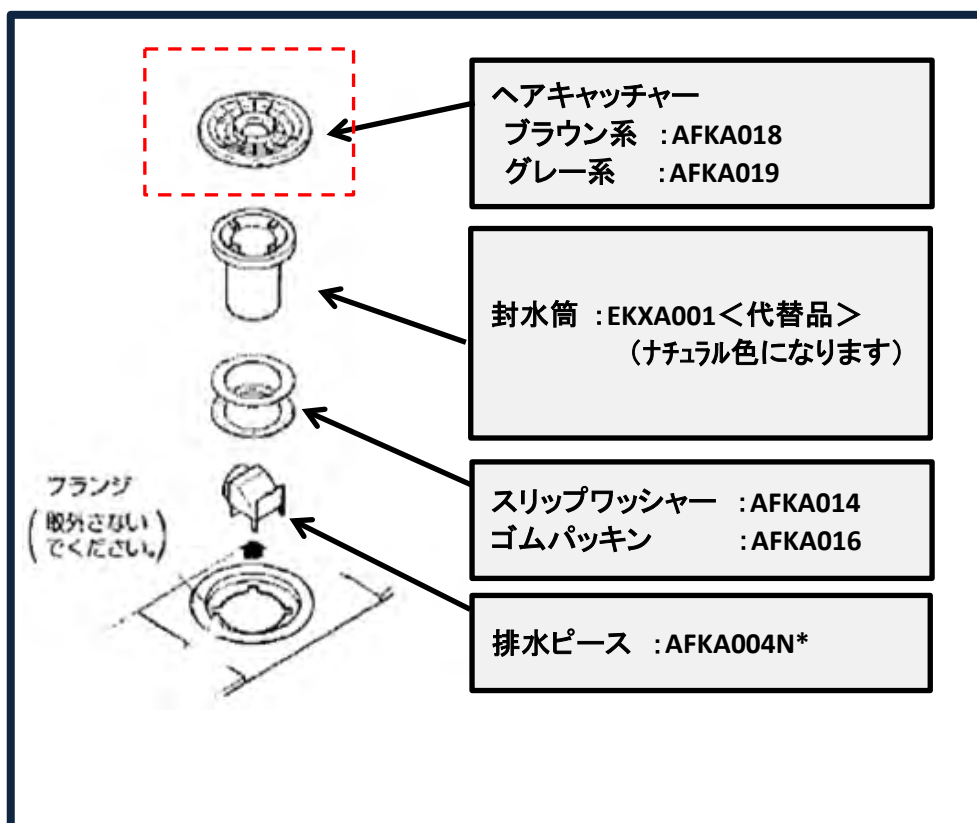 ヘアキャッチャー
ブラウン系 :AFKA018
グレー系 :AFKA019
封水筒 :EKXA001<代替品>
(ナチュラル色になります)
スリップワッシャー :AFKA014
ゴムパッキン :AFKA016
フランジ
(取外さない
でください。)
排水ピース :AFKA004N*